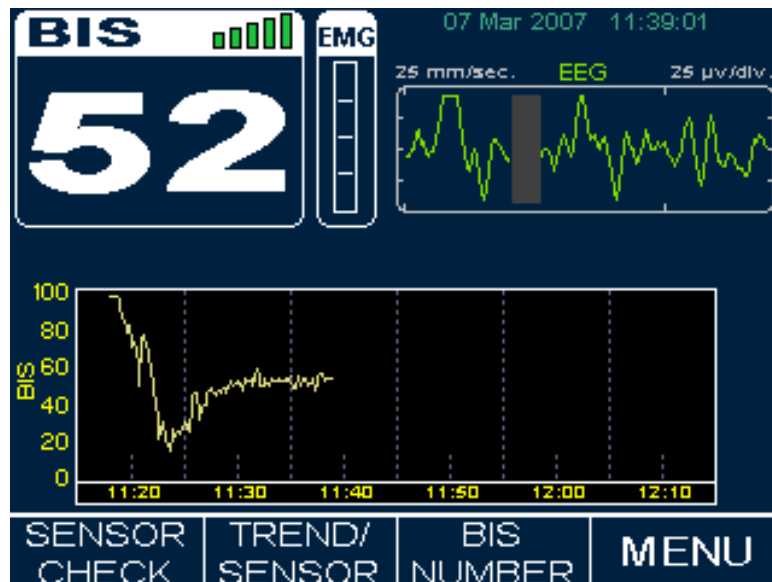 BIS
EMG
07 Mar 2007 11:39:01
25 mm/sec. EEG 25 µv/div.
52
100
80
60
40
20
0
BIS
11:20 11:30 11:40 11:50 12:00 12:10
SENSOR CHECK
TREND/ SENSOR
BIS NUMBER
MENU